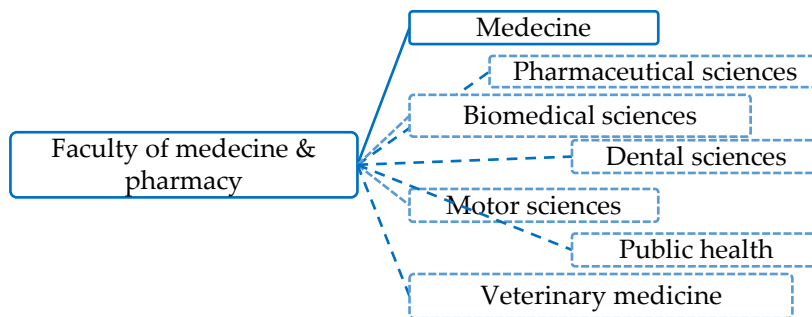 Medecine
Pharmaceutical sciences
Biomedical sciences
Faculty of medecine &
pharmacy
Dental sciences
Motor sciences
Public health
Veterinary medicine